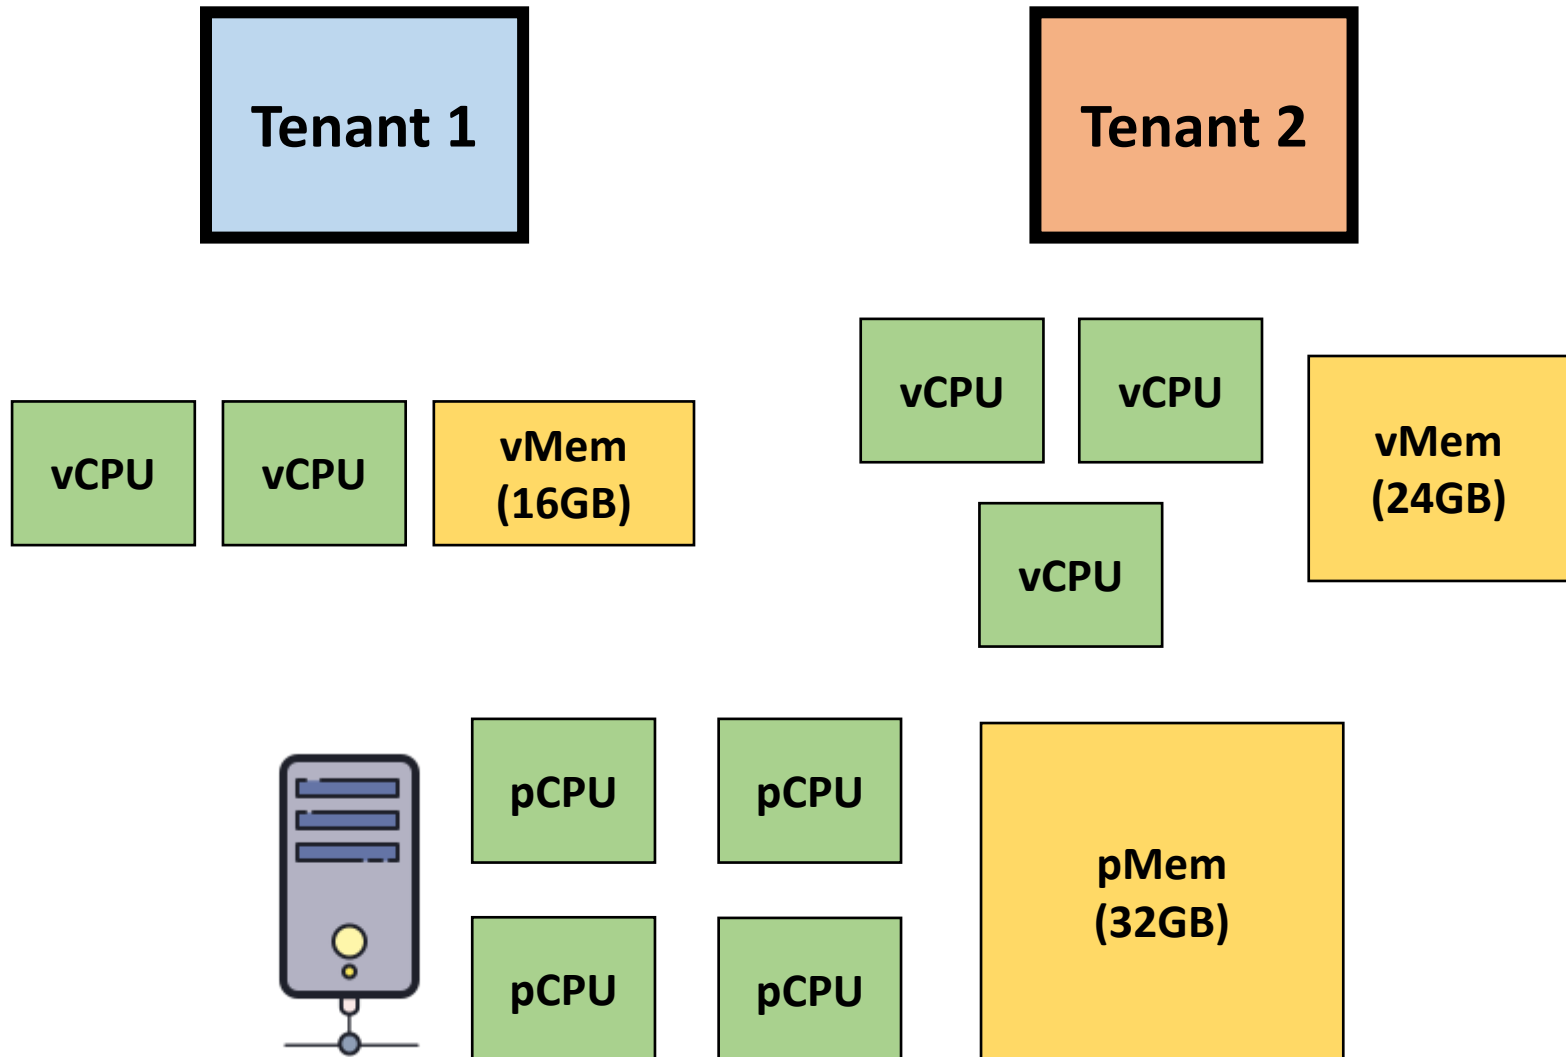 Tenant 1
Tenant 2
vCPU
vCPU
vMem
(16GB)
vCPU
vCPU
vCPU
vMem
(24GB)
pCPU
pCPU
pCPU
pCPU
pMem
(32GB)